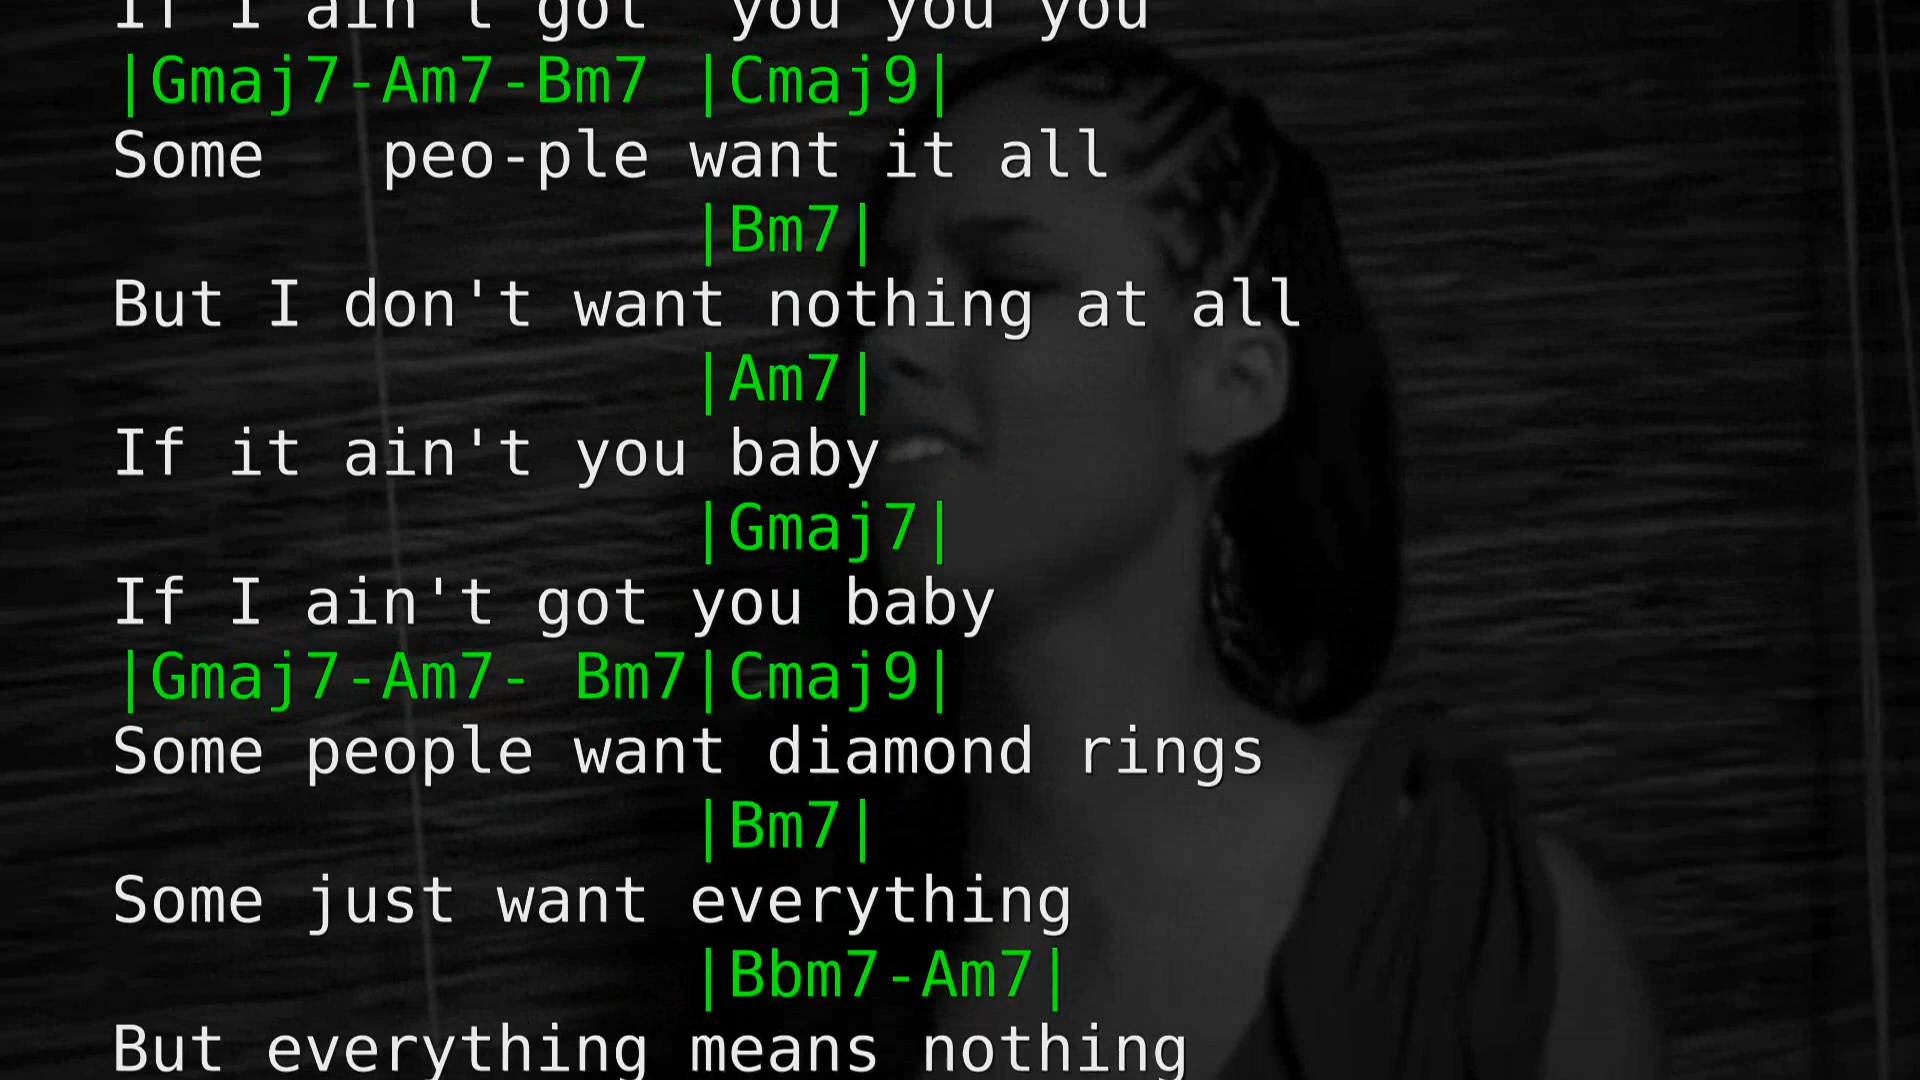 If I ain't got  you you you
|Gmaj7-Am7-Bm7 |Cmaj9|
Some   peo-ple want it all
|Bm7|
But I don't want nothing at all
|Am7|
If it ain't you baby
|Gmaj7|
If I ain't got you baby
|Gmaj7-Am7- Bm7|Cmaj9|
Some people want diamond rings
|Bm7|
Some just want everything
|Bbm7-Am7|
But everything means nothing